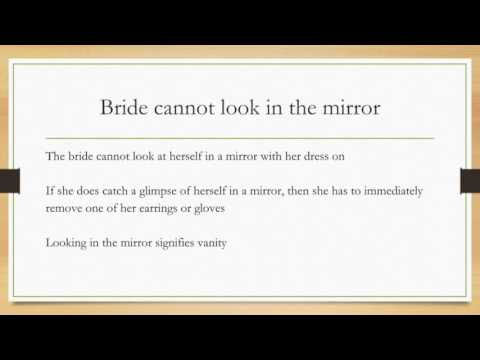 Bride cannot look in the mirror
The bride cannot look at herself in a mirror with her dress on
If she does catch a glimpse of herself in a mirror, then she has to immediately
remove one of her earrings or gloves
Looking in the mirror signifies vanity